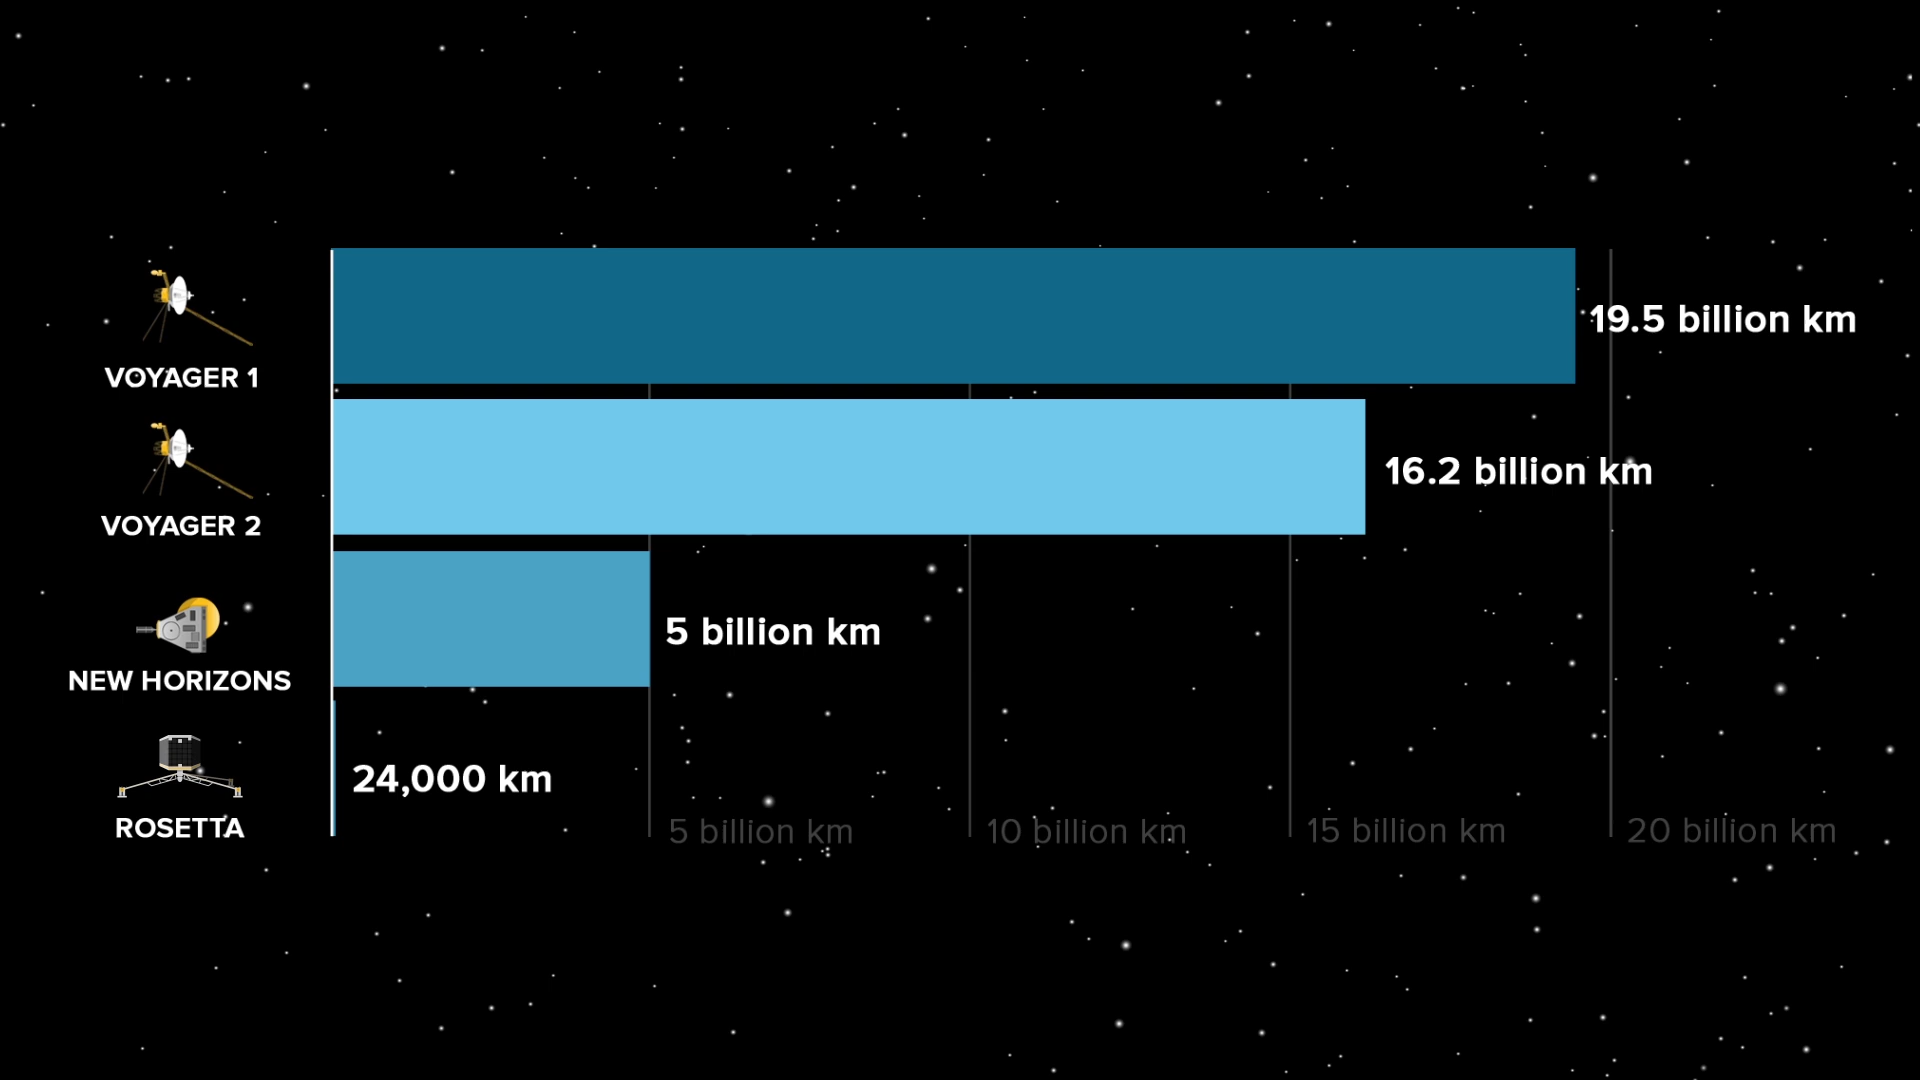 VOYAGER 1
19.5 billion km
VOYAGER 2
16.2 billion km
NEW HORIZONS
5 billion km
ROSETTA
24,000 km
5 billion km
10 billion km
15 billion km
20 billion km